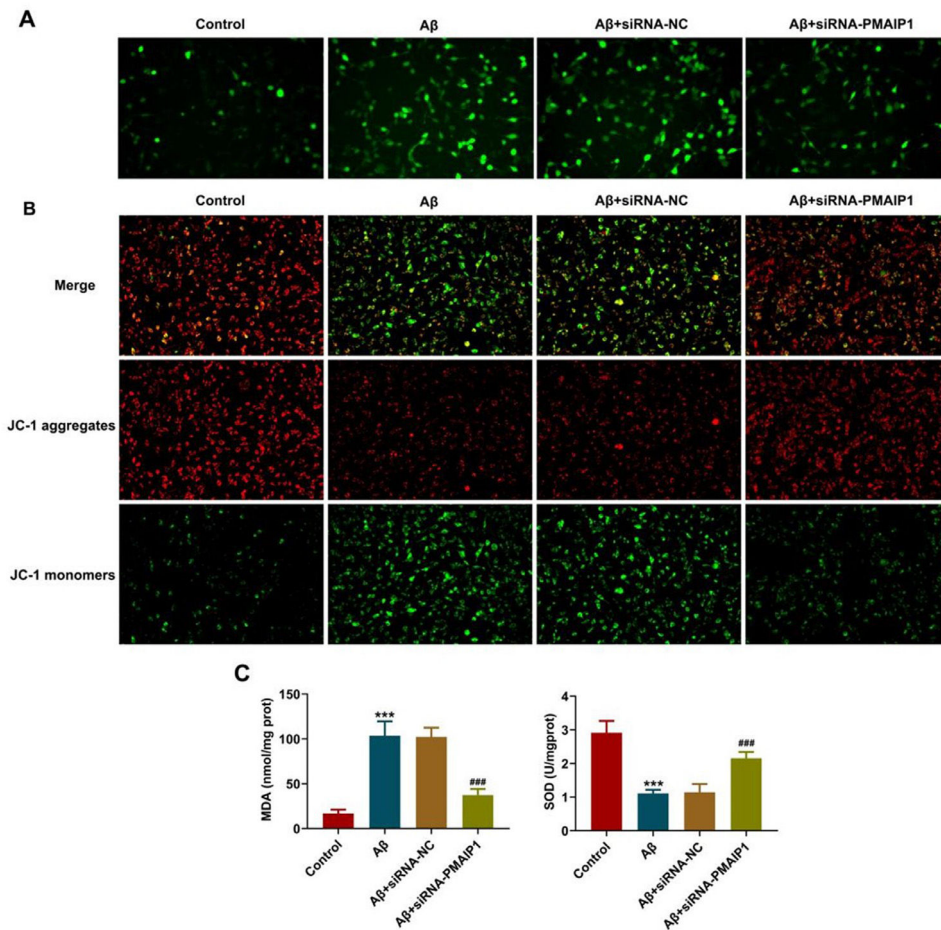 A
Control
Aβ
Aβ+siRNA-NC
Aβ+siRNA-PMAIP1
B
Control
Aβ
Aβ+siRNA-NC
Aβ+siRNA-PMAIP1
Merge
JC-1 aggregates
JC-1 monomers
C
MDA (nmol/mg prot)
150
100
50
0
***
###
Control
Aβ
Aβ+siRNA-NC
Aβ+siRNA-PMAIP1
SOD (U/mgprot)
4
3
2
1
0
***
###
Control
Aβ
Aβ+siRNA-NC
Aβ+siRNA-PMAIP1